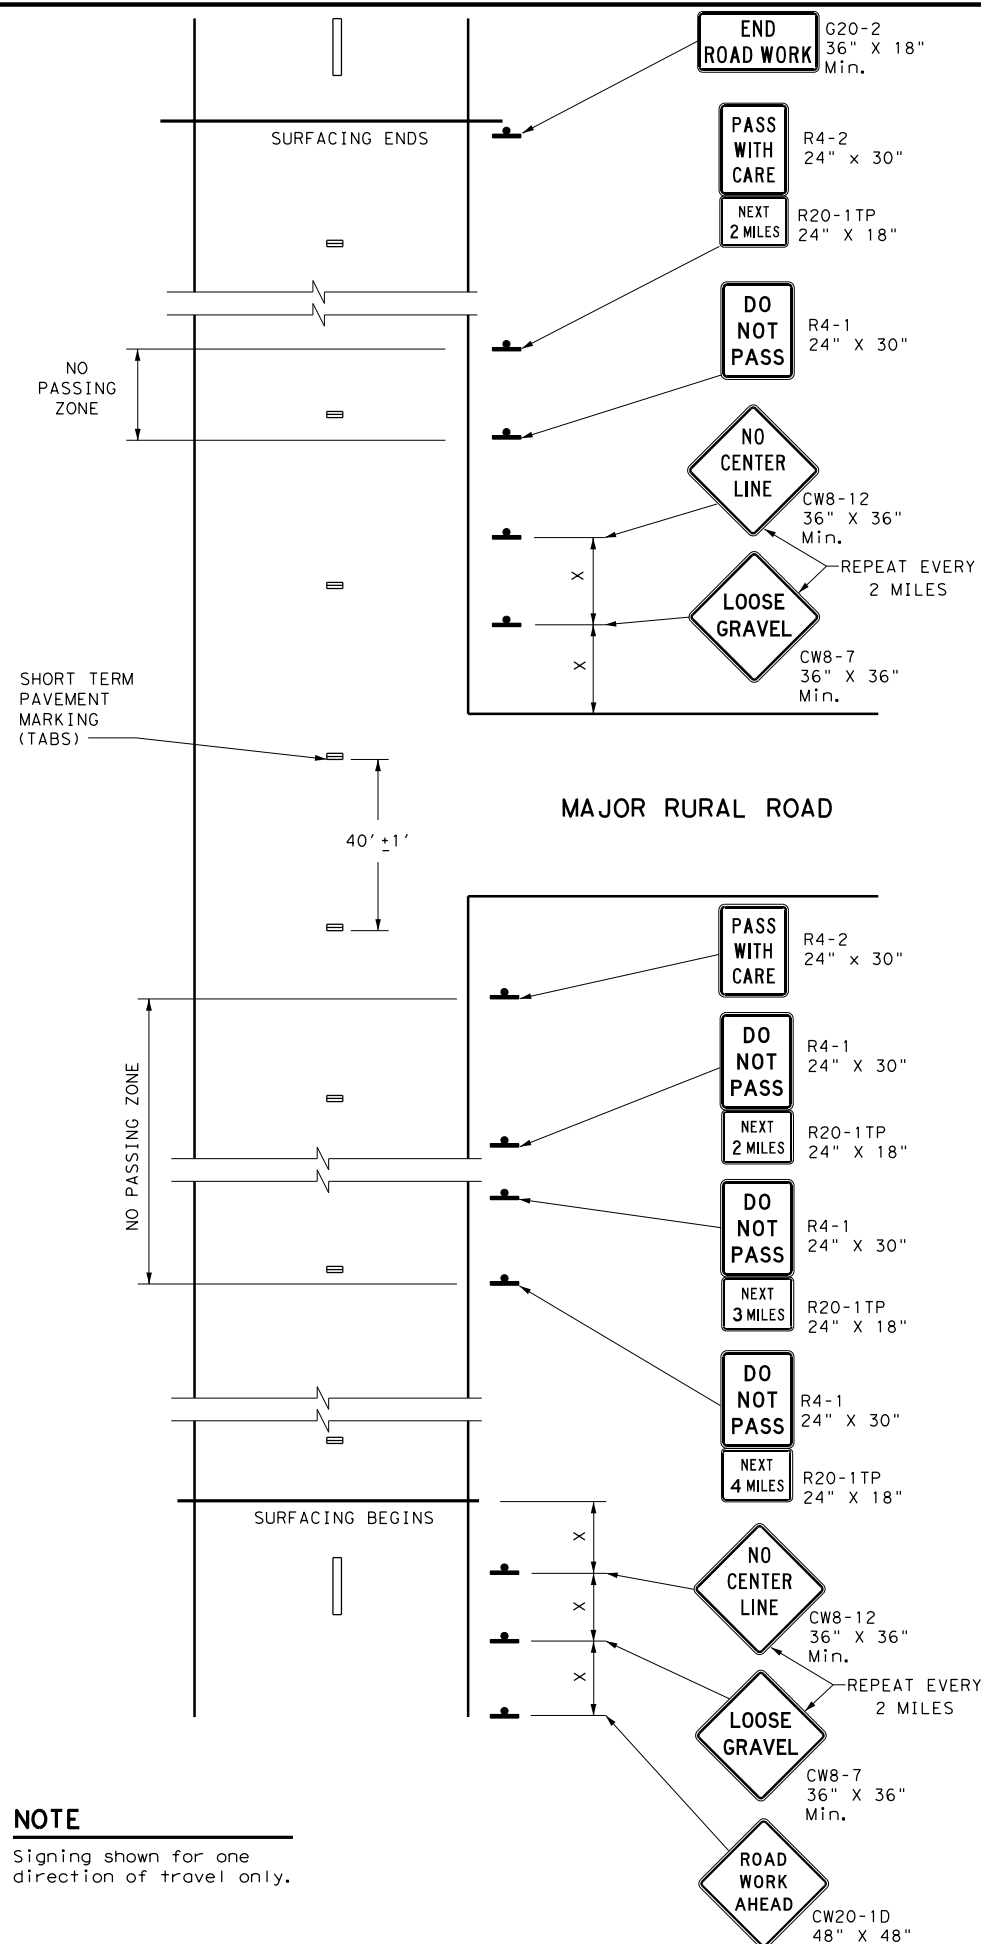 END
ROAD WORK
G20-2
36" X 18"
Min.
SURFACING ENDS
PASS
WITH
CARE
R4-2
24" x 30"
NEXT
2 MILES
R20-1TP
24" X 18"
DO
NOT
PASS
R4-1
24" X 30"
NO
PASSING
ZONE
NO
CENTER
LINE
CW8-12
36" X 36"
Min.
X
REPEAT EVERY
2 MILES
LOOSE
GRAVEL
CW8-7
36" X 36"
Min.
X
SHORT TERM
PAVEMENT
MARKING
(TABS)
MAJOR RURAL ROAD
40' ±1'
PASS
WITH
CARE
R4-2
24" x 30"
DO
NOT
PASS
R4-1
24" X 30"
NEXT
2 MILES
R20-1TP
24" X 18"
NO PASSING ZONE
DO
NOT
PASS
R4-1
24" X 30"
NEXT
3 MILES
R20-1TP
24" X 18"
DO
NOT
PASS
R4-1
24" X 30"
NEXT
4 MILES
R20-1TP
24" X 18"
SURFACING BEGINS
X
NO
CENTER
LINE
CW8-12
36" X 36"
Min.
X
REPEAT EVERY
2 MILES
X
LOOSE
GRAVEL
CW8-7
36" X 36"
Min.
NOTE
Signing shown for one
direction of travel only.
ROAD
WORK
AHEAD
CW20-1D
48" X 48"